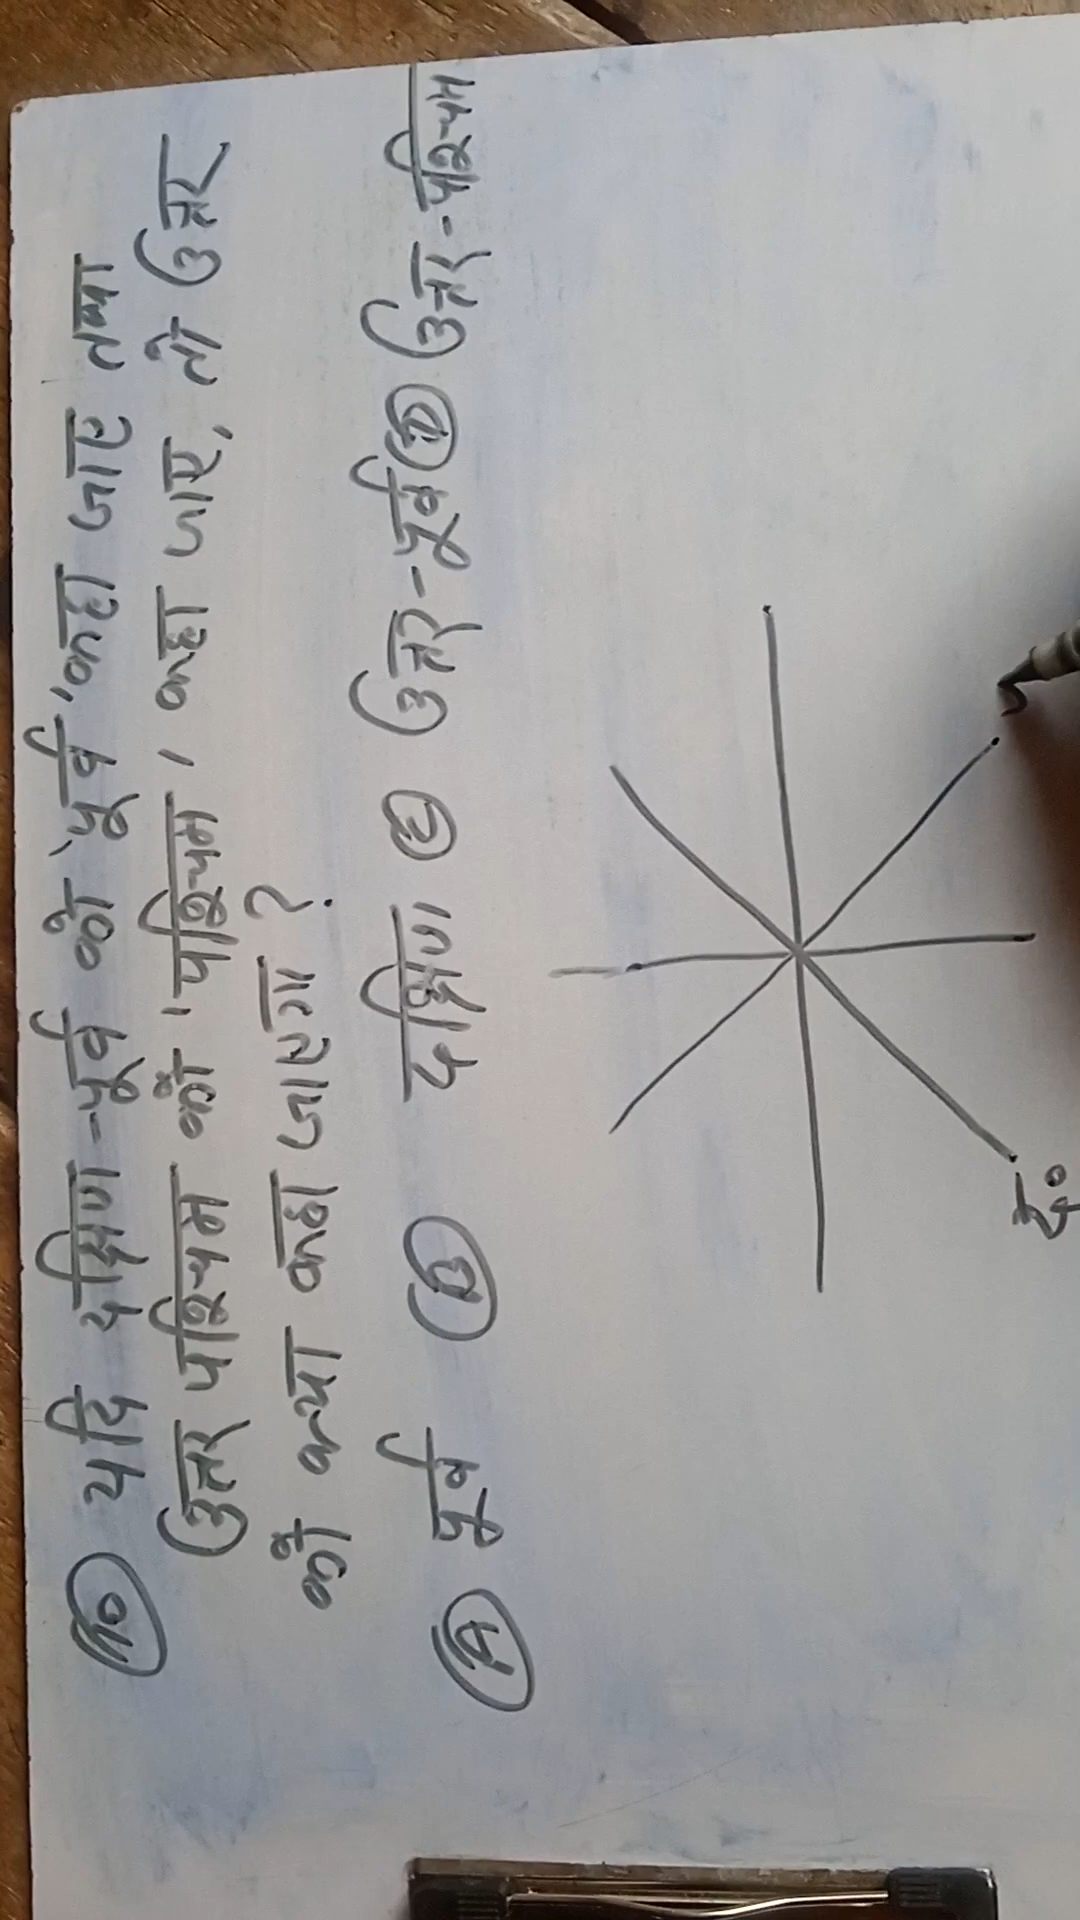 10 यदि दक्षिण-पूर्व को 'पूर्व' कहा जाए तथा
उत्तर पश्चिम को 'पश्चिम' कहा जाए, तो उत्तर
को क्या कहा जाएगा ?
A पूर्व B दक्षिण C उत्तर-पूर्व D उत्तर-पश्चिम
द०